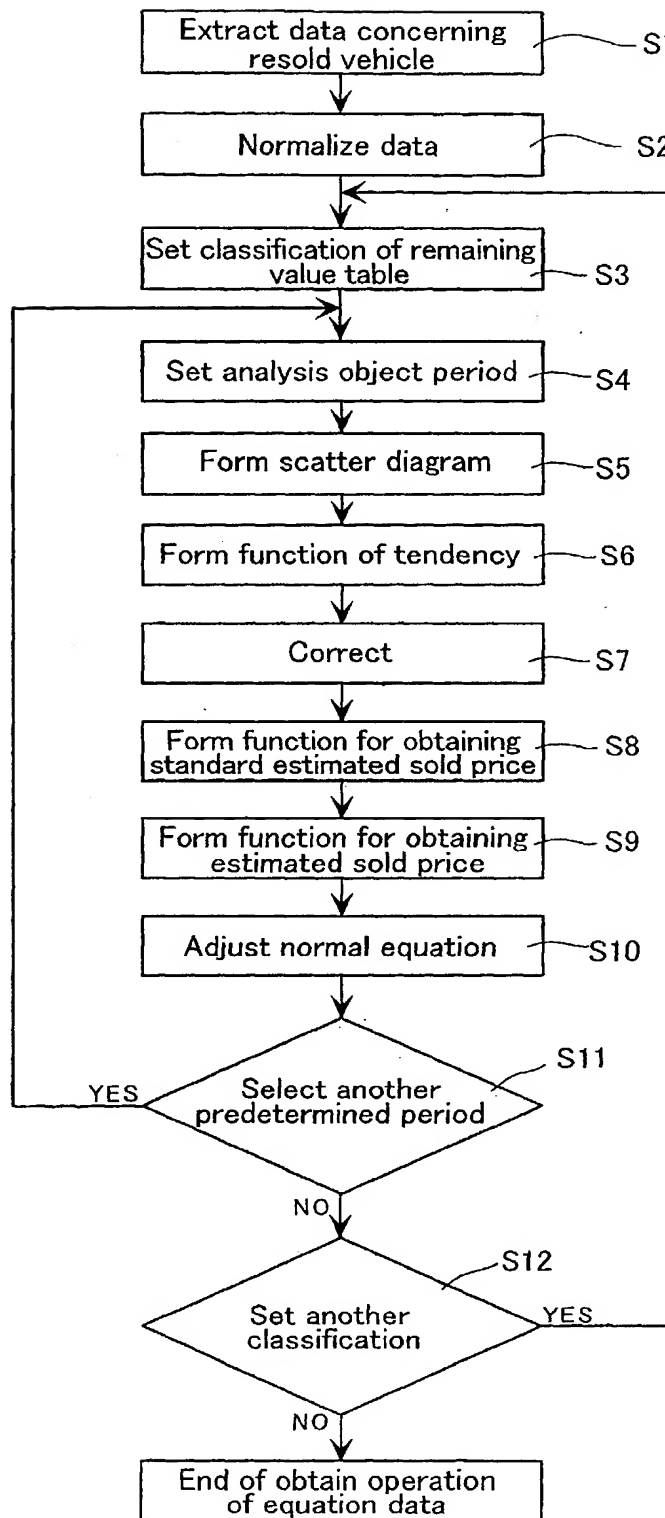 Extract data concerning
resold vehicle
S1
Normalize data
S2
Set classification of remaining
value table
S3
Set analysis object period
S4
Form scatter diagram
S5
Form function of tendency
S6
Correct
S7
Form function for obtaining
standard estimated sold price
S8
Form function for obtaining
estimated sold price
S9
Adjust normal equation
S10
Select another
predetermined period
S11
YES
NO
Set another
classification
S12
YES
NO
End of obtain operation
of equation data